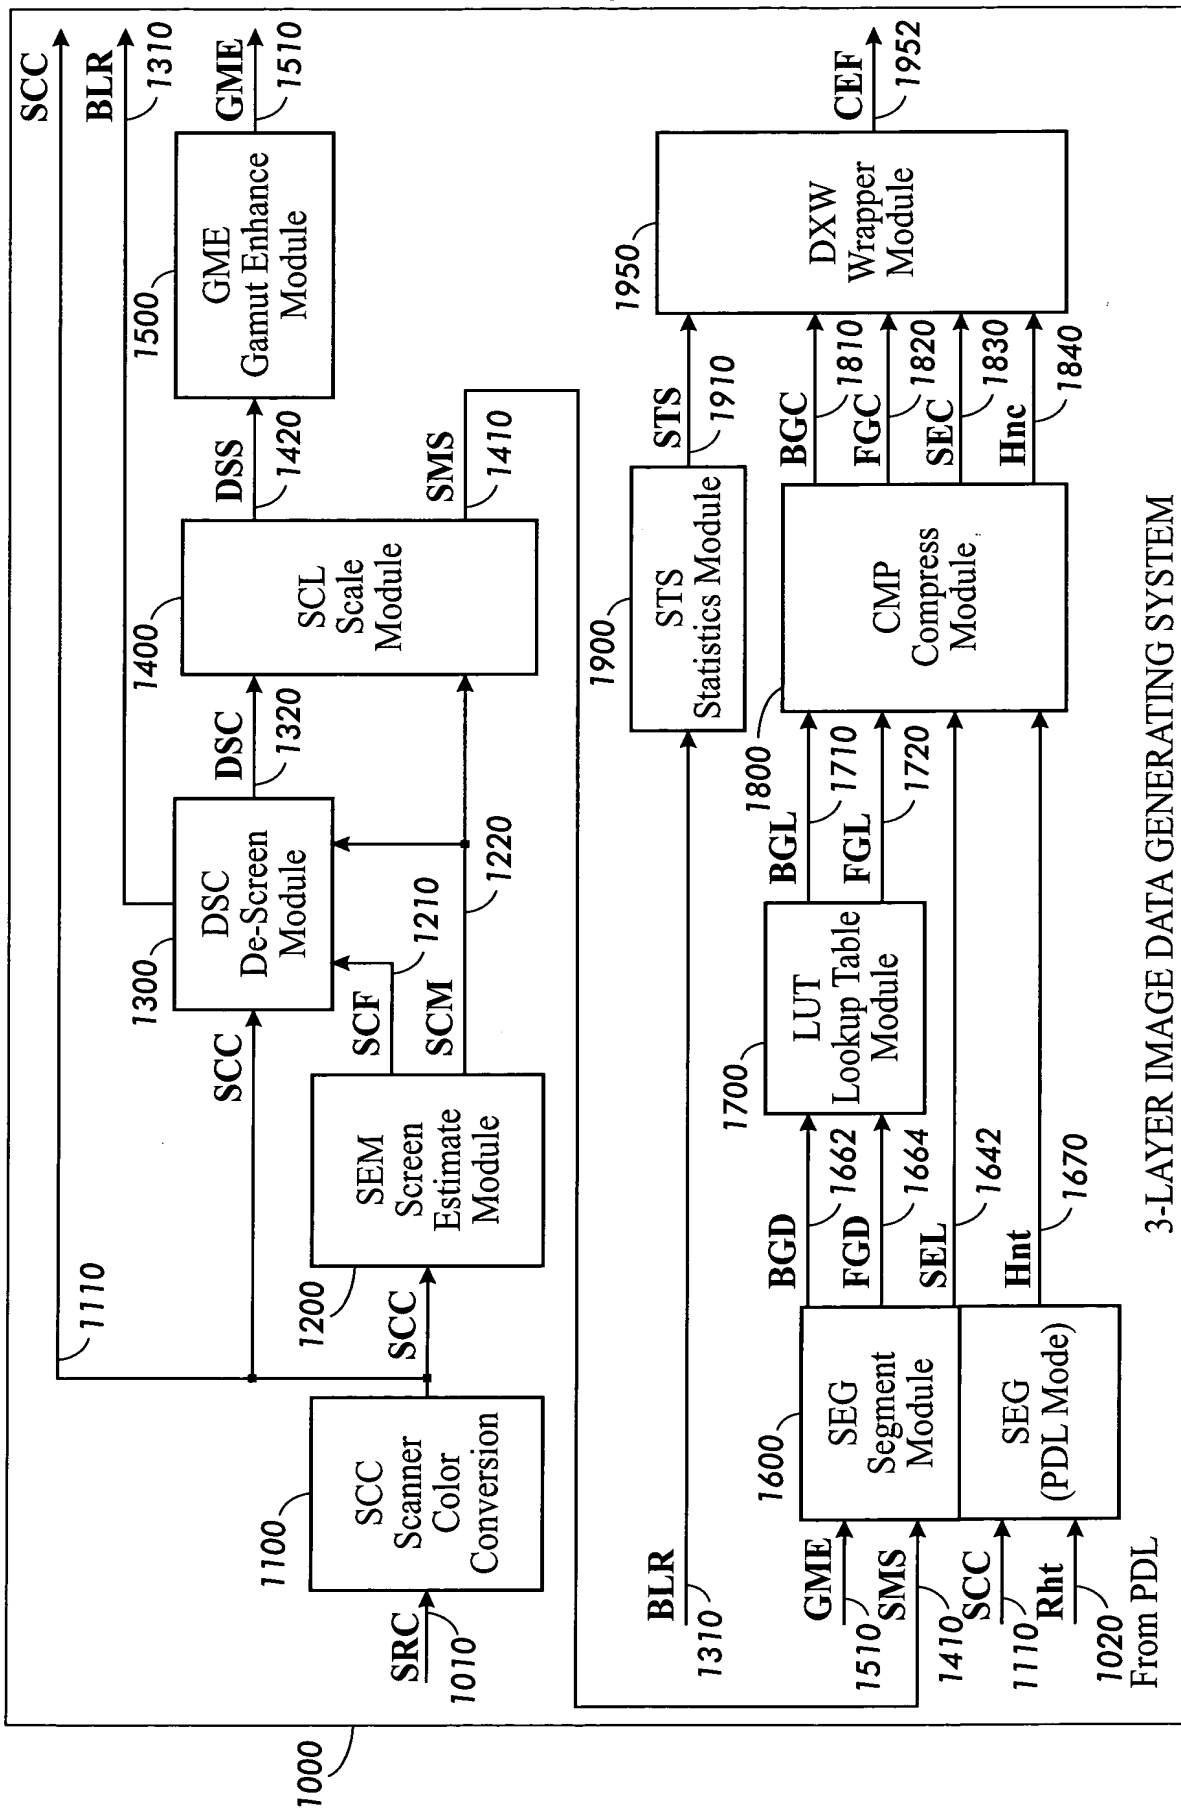 1000
SCC
1110
BLR
1310
GME
1510
SRC
1010
1100
SCC
Scanner
Color
Conversion
SCC
SCC
1200
SEM
Screen
Estimate
Module
SCF
1210
SCM
1220
1300
DSC
De-Screen
Module
DSC
1320
1400
SCL
Scale
Module
DSS
1420
SMS
1410
1500
GME
Gamut Enhance
Module
BLR
1310
1900
STS
Statistics Module
STS
1910
GME
1510
SMS
1410
SCC
1110
Rht
1020
From PDL
1600
SEG
Segment
Module
SEG
(PDL Mode)
BGD
1662
FGD
1664
SEL
1642
Hnt
1670
1700
LUT
Lookup Table
Module
BGL
1710
FGL
1720
1800
CMP
Compress
Module
BGC
1810
FGC
1820
SEC
1830
Hnc
1840
1950
DXW
Wrapper
Module
CEF
1952
3-LAYER IMAGE DATA GENERATING SYSTEM